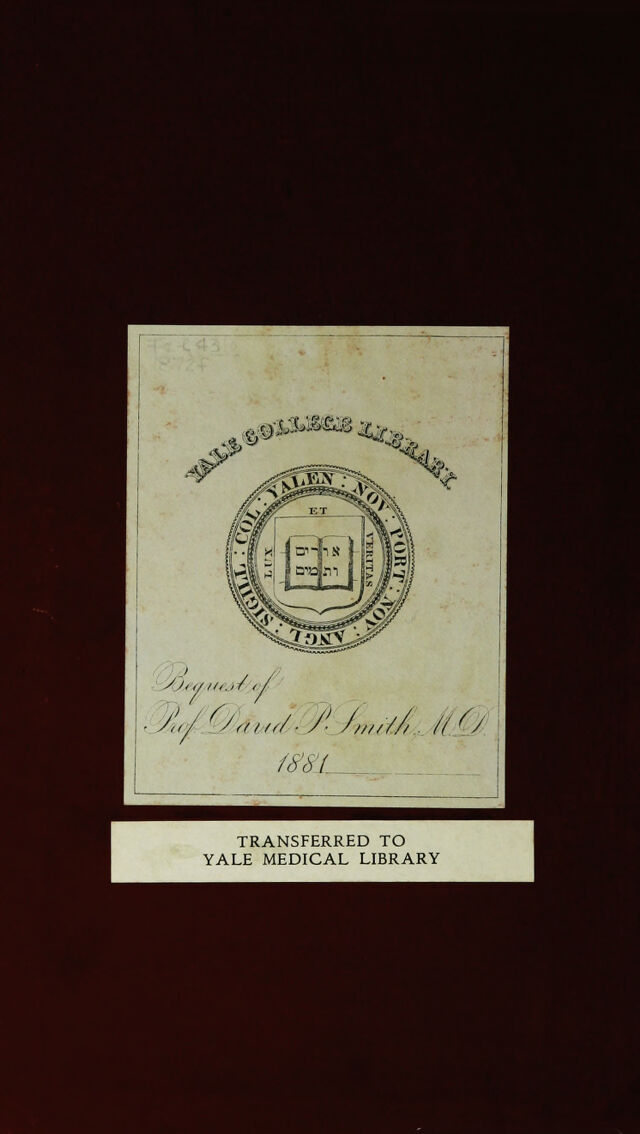 YALE COLLEGE LIBRARY.
SIGILL : COL : YALEN : NOV : PORT : NOV : ANGL :
ET
LUX
VERITAS
אורים
ותמים
Bequest of
Prof David P. Smith, M.D.
1881
TRANSFERRED TO
YALE MEDICAL LIBRARY